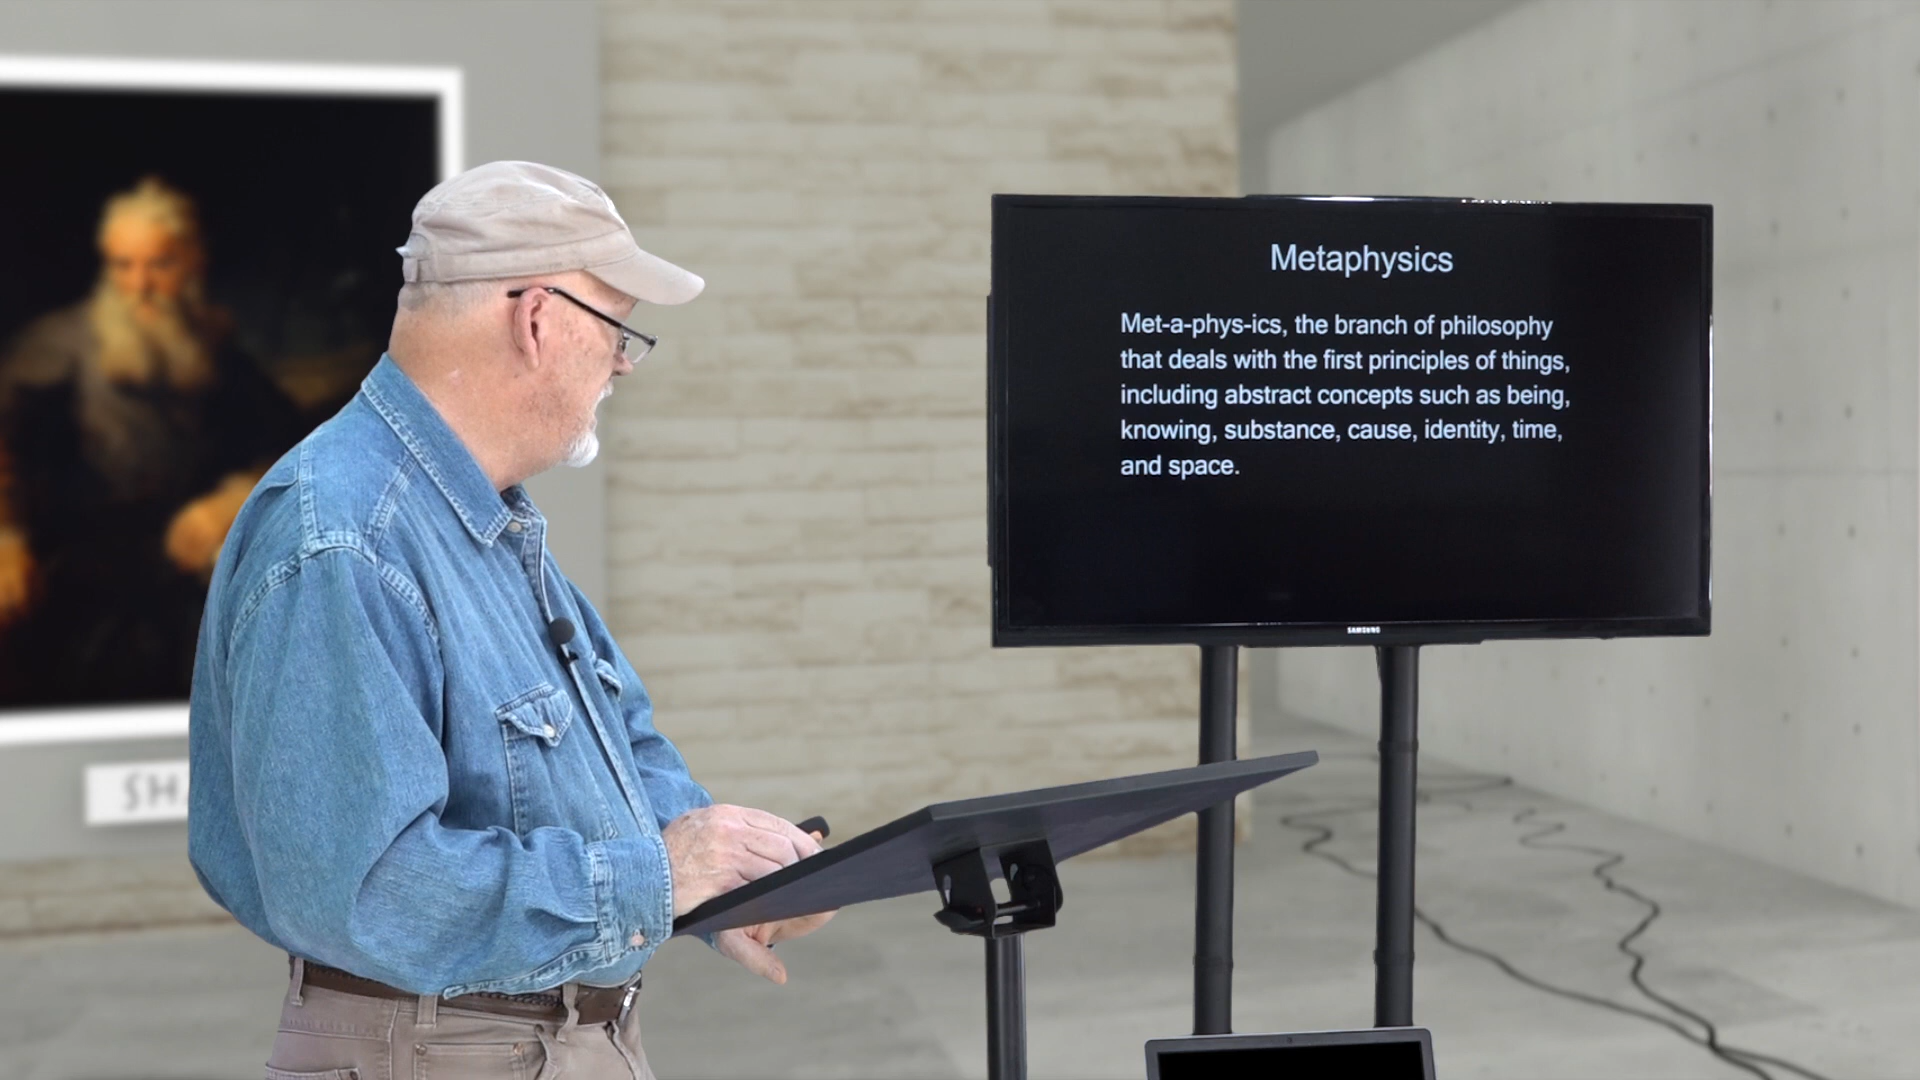 Metaphysics
Met-a-phys-ics, the branch of philosophy
that deals with the first principles of things,
including abstract concepts such as being,
knowing, substance, cause, identity, time,
and space.
SAMSUNG